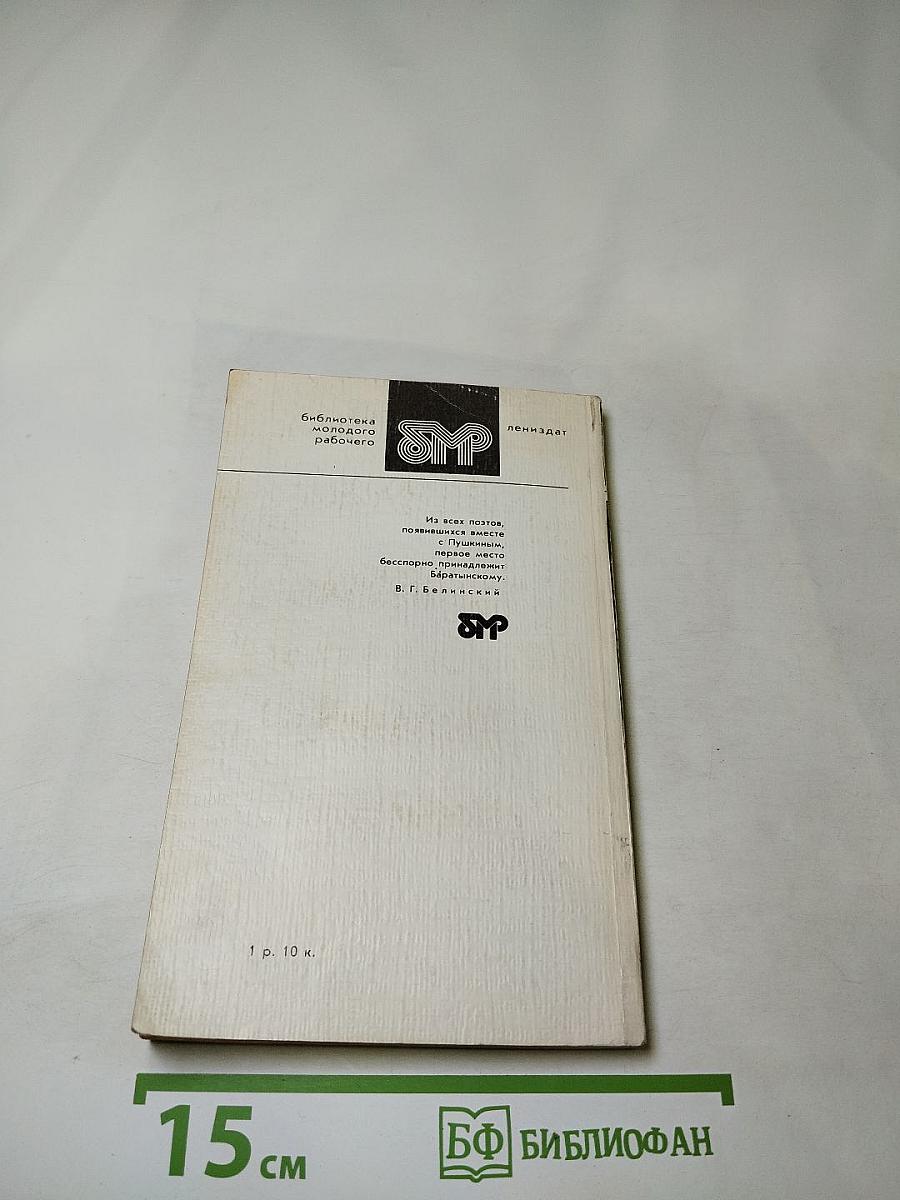 библиотека
молодого
рабочего
бмр
лениздат
Из всех поэтов,
появившихся вместе
с Пушкиным,
первое место
бесспорно принадлежит
Баратынскому.
В. Г. Белинский
бмр
1 р. 10 к.
15 см
БФ БИБЛИОФАН